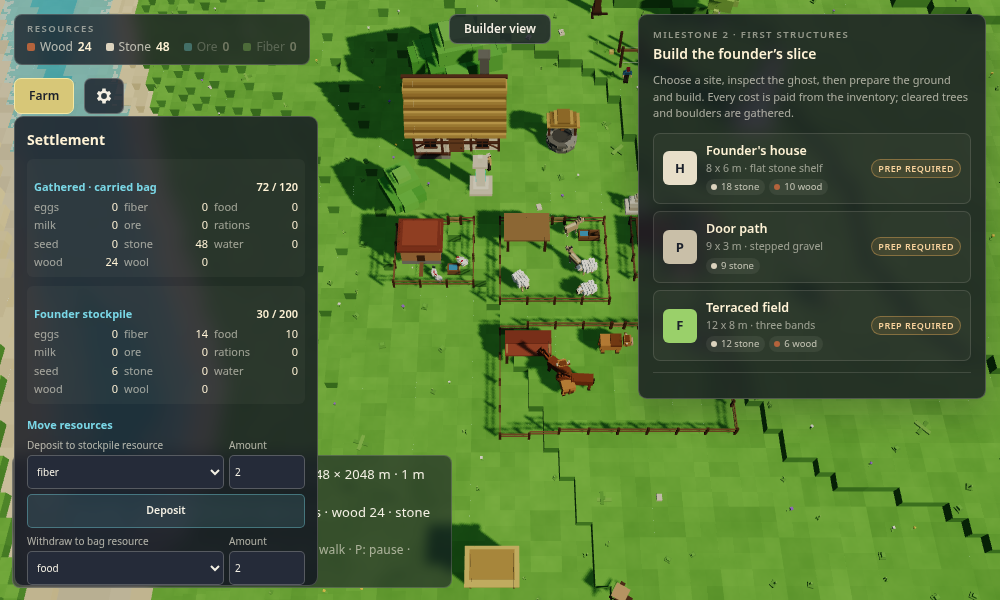 RESOURCES
Wood 24 Stone 48 Ore 0 Fiber 0
Farm
Builder view
Settlement
Gathered · carried bag 72 / 120
eggs 0 fiber 0 food 0
milk 0 ore 0 rations 0
seed 0 stone 48 water 0
wood 24 wool 0
Founder stockpile 30 / 200
eggs 0 fiber 14 food 10
milk 0 ore 0 rations 0
seed 6 stone 0 water 0
wood 0 wool 0
Move resources
Deposit to stockpile resource Amount
fiber 2
Deposit
Withdraw to bag resource Amount
food 2
48 × 2048 m · 1 m
s · wood 24 · stone
walk · P: pause ·
MILESTONE 2 · FIRST STRUCTURES
Build the founder's slice
Choose a site, inspect the ghost, then prepare the ground
and build. Every cost is paid from the inventory; cleared trees
and boulders are gathered.
H
Founder's house
8 x 6 m · flat stone shelf
18 stone 10 wood
PREP REQUIRED
P
Door path
9 x 3 m · stepped gravel
9 stone
PREP REQUIRED
F
Terraced field
12 x 8 m · three bands
12 stone 6 wood
PREP REQUIRED